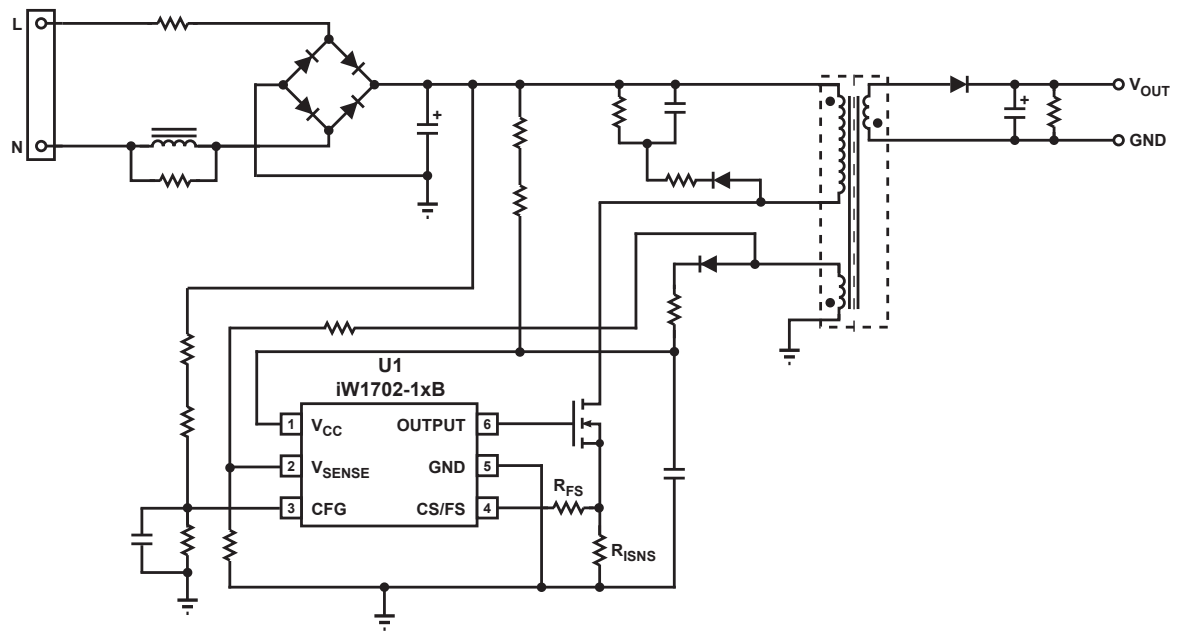 L
N
+
+
VOUT
GND
U1
iW1702-1xB
1 VCC OUTPUT 6
2 VSENSE GND 5
3 CFG CS/FS 4
RFS
RISNS